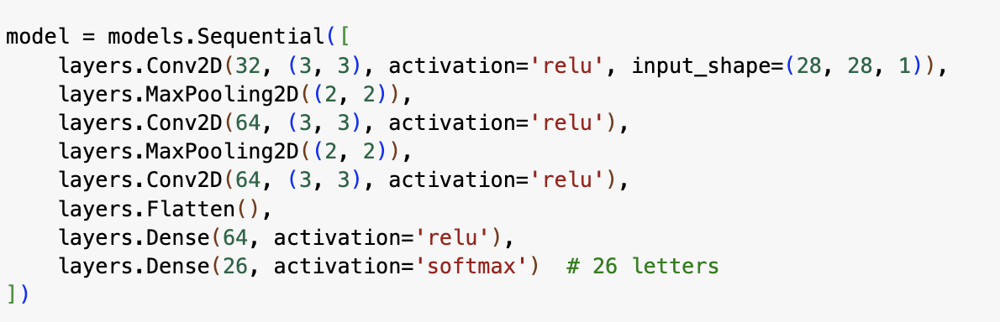 model = models.Sequential([
    layers.Conv2D(32, (3, 3), activation='relu', input_shape=(28, 28, 1)),
    layers.MaxPooling2D((2, 2)),
    layers.Conv2D(64, (3, 3), activation='relu'),
    layers.MaxPooling2D((2, 2)),
    layers.Conv2D(64, (3, 3), activation='relu'),
    layers.Flatten(),
    layers.Dense(64, activation='relu'),
    layers.Dense(26, activation='softmax')  # 26 letters
])